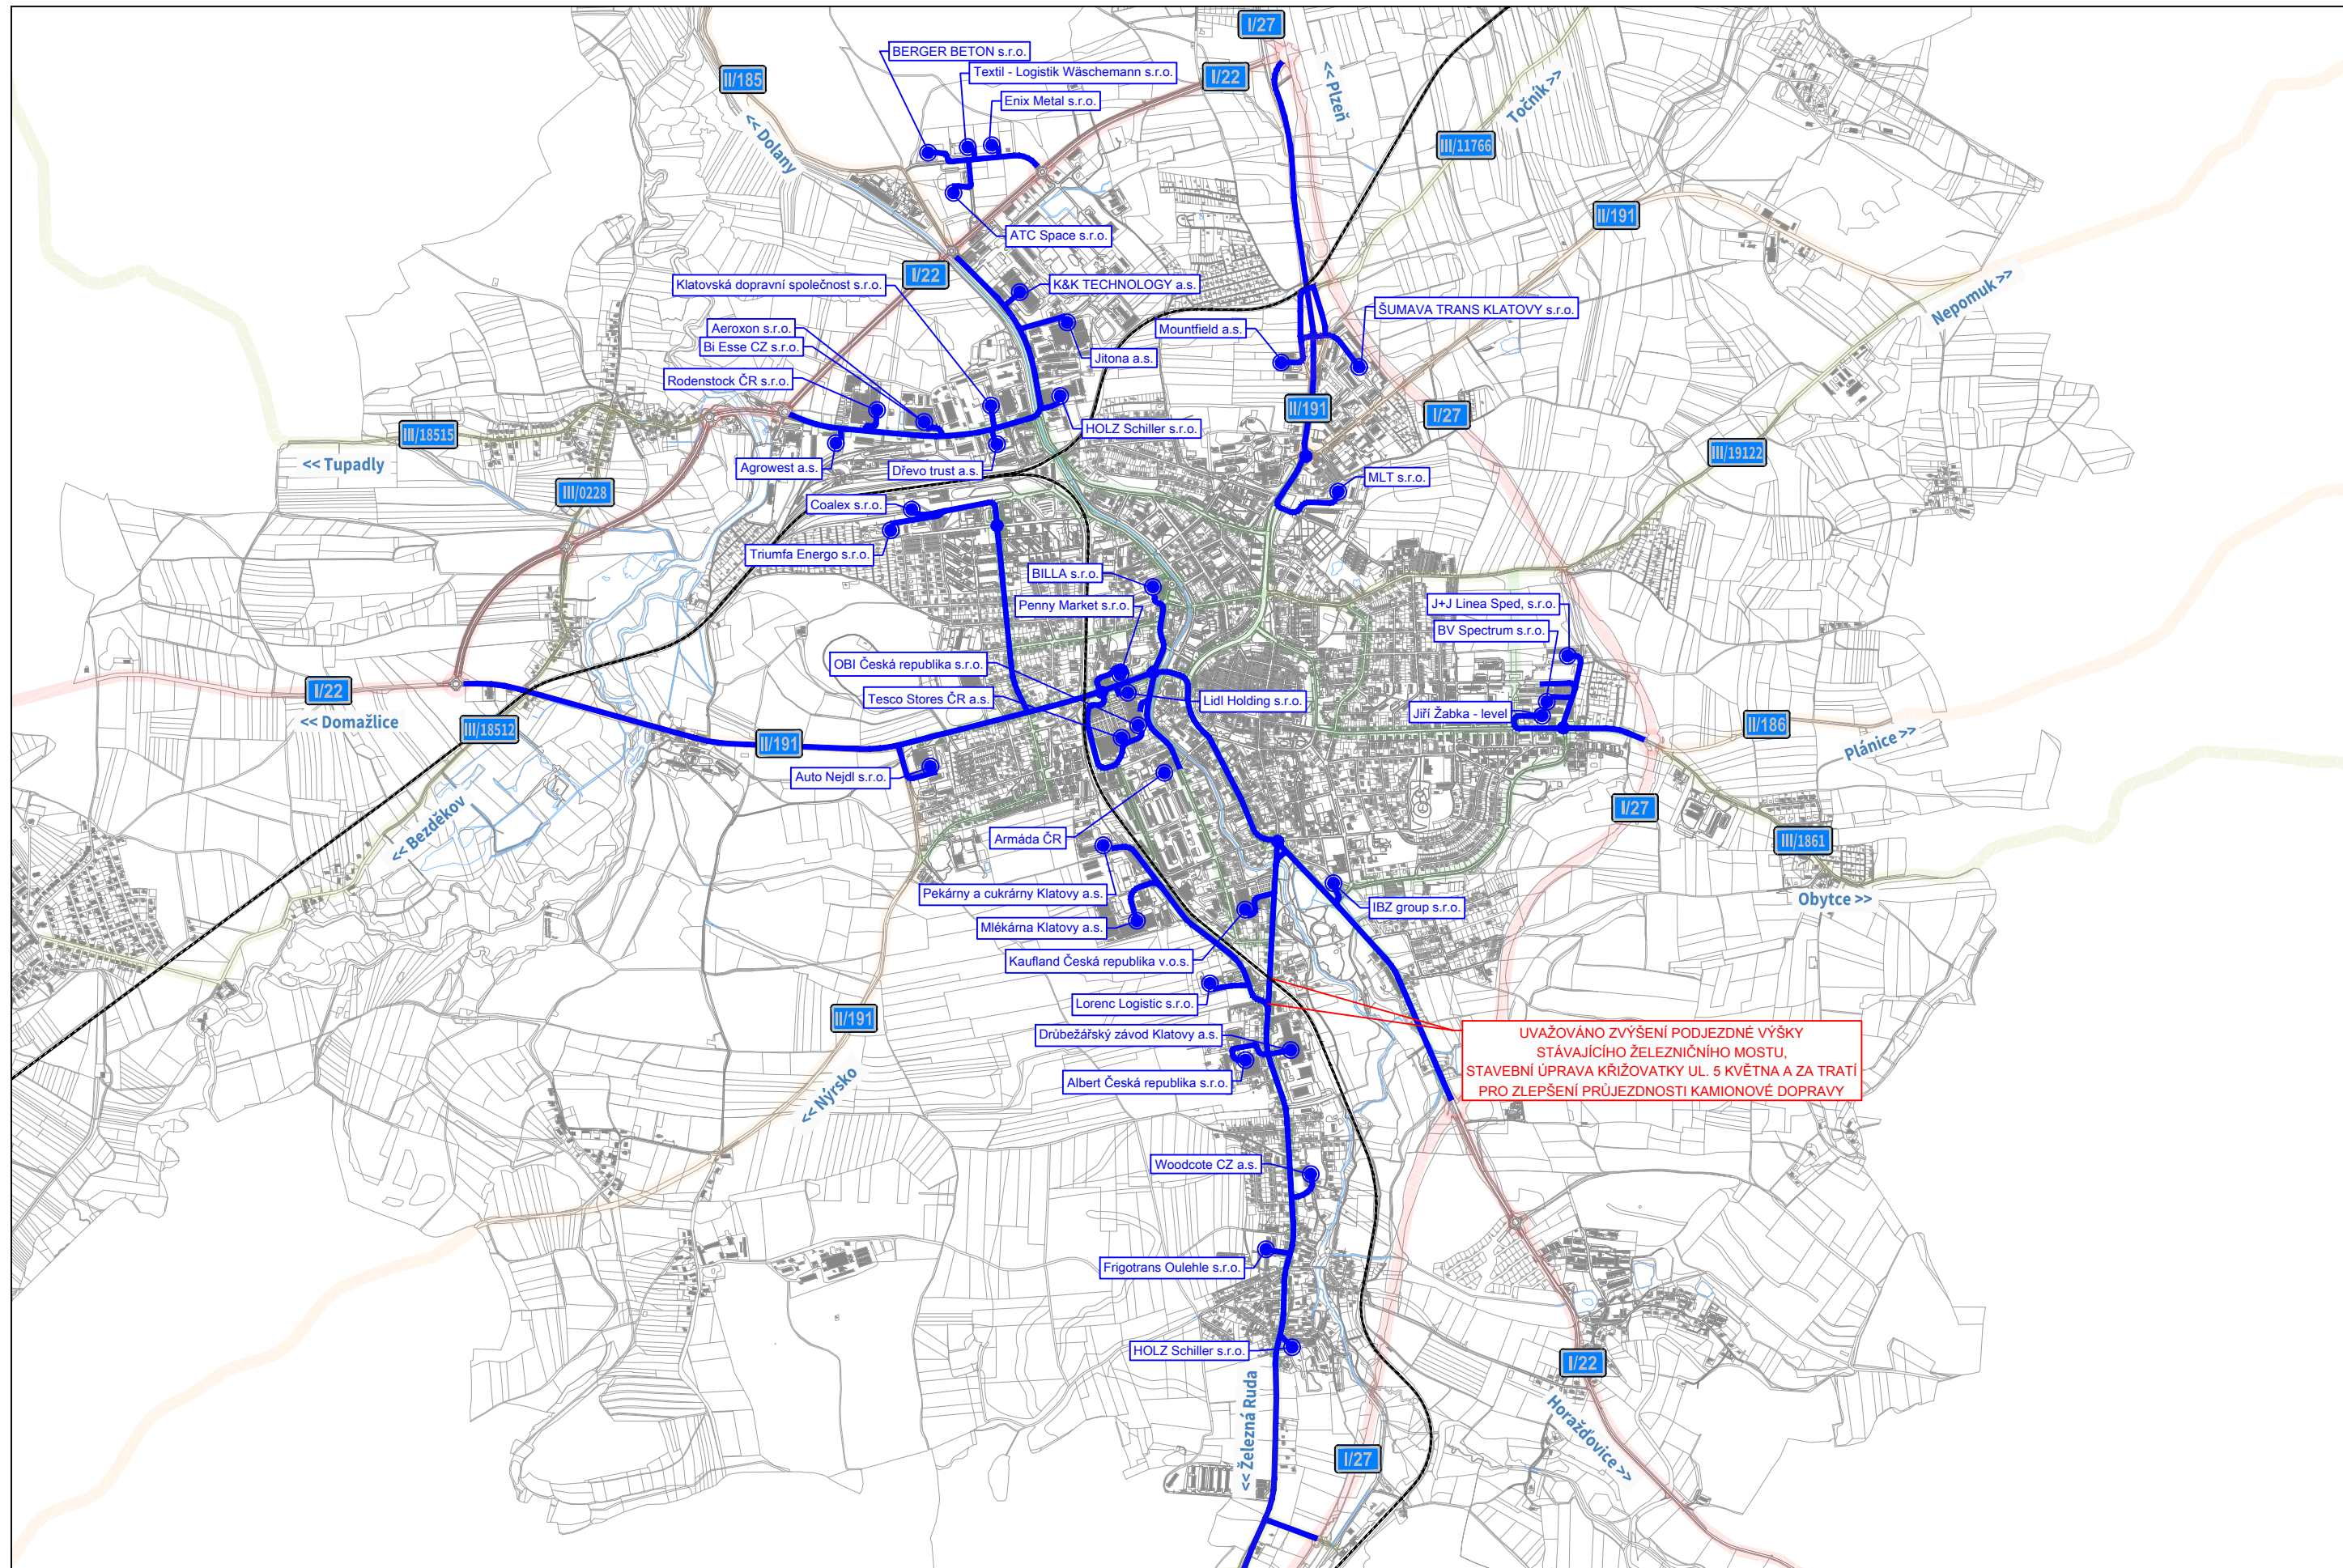 I/27
BERGER BETON s.r.o.
Textil - Logistik Wäschemann s.r.o.
I/22
<< Plzeň
II/185
Enix Metal s.r.o.
Točník >>
<< Dolany
III/11766
II/191
ATC Space s.r.o.
I/22
Klatovská dopravní společnost s.r.o.
K&K TECHNOLOGY a.s.
Nepomuk >>
ŠUMAVA TRANS KLATOVY s.r.o.
Aeroxon s.r.o.
Mountfield a.s.
Bi Esse CZ s.r.o.
Jitona a.s.
Rodenstock ČR s.r.o.
II/191
I/27
III/18515
HOLZ Schiller s.r.o.
III/19122
<< Tupadly
Agrowest a.s.
Dřevo trust a.s.
MLT s.r.o.
III/0228
Coalex s.r.o.
Triumfa Energo s.r.o.
BILLA s.r.o.
Penny Market s.r.o.
J+J Linea Sped, s.r.o.
BV Spectrum s.r.o.
OBI Česká republika s.r.o.
I/22
Tesco Stores ČR a.s.
Lidl Holding s.r.o.
Jiří Žabka - level
<< Domažlice
III/18512
II/186
II/191
Plánice >>
Auto Nejdl s.r.o.
I/27
<< Bezděkov
Armáda ČR
III/1861
Pekárny a cukrárny Klatovy a.s.
Obytce >>
IBZ group s.r.o.
Mlékárna Klatovy a.s.
Kaufland Česká republika v.o.s.
Lorenc Logistic s.r.o.
II/191
Drůbežářský závod Klatovy a.s.
UVAŽOVÁNO ZVÝŠENÍ PODJEZDNÉ VÝŠKY
STÁVAJÍCÍHO ŽELEZNIČNÍHO MOSTU,
STAVEBNÍ ÚPRAVA KŘIŽOVATKY UL. 5 KVĚTNA A ZA TRATÍ
PRO ZLEPŠENÍ PRŮJEZDNOSTI KAMIONOVÉ DOPRAVY
Albert Česká republika s.r.o.
<< Nýrsko
Woodcote CZ a.s.
Frigotrans Oulehle s.r.o.
HOLZ Schiller s.r.o.
I/22
<< Železná Ruda
Horažďovice >>
I/27